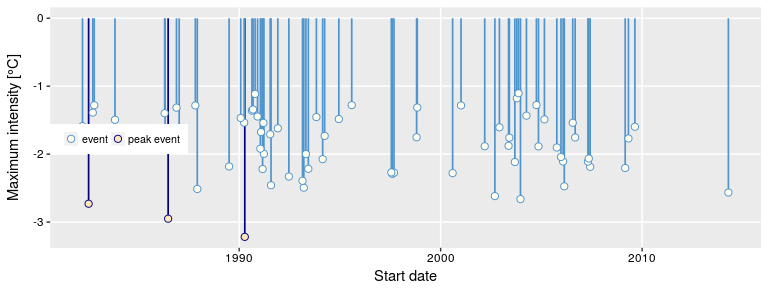 Maximum intensity [°C]
0
-1
-2
-3
event peak event
1990 2000 2010
Start date